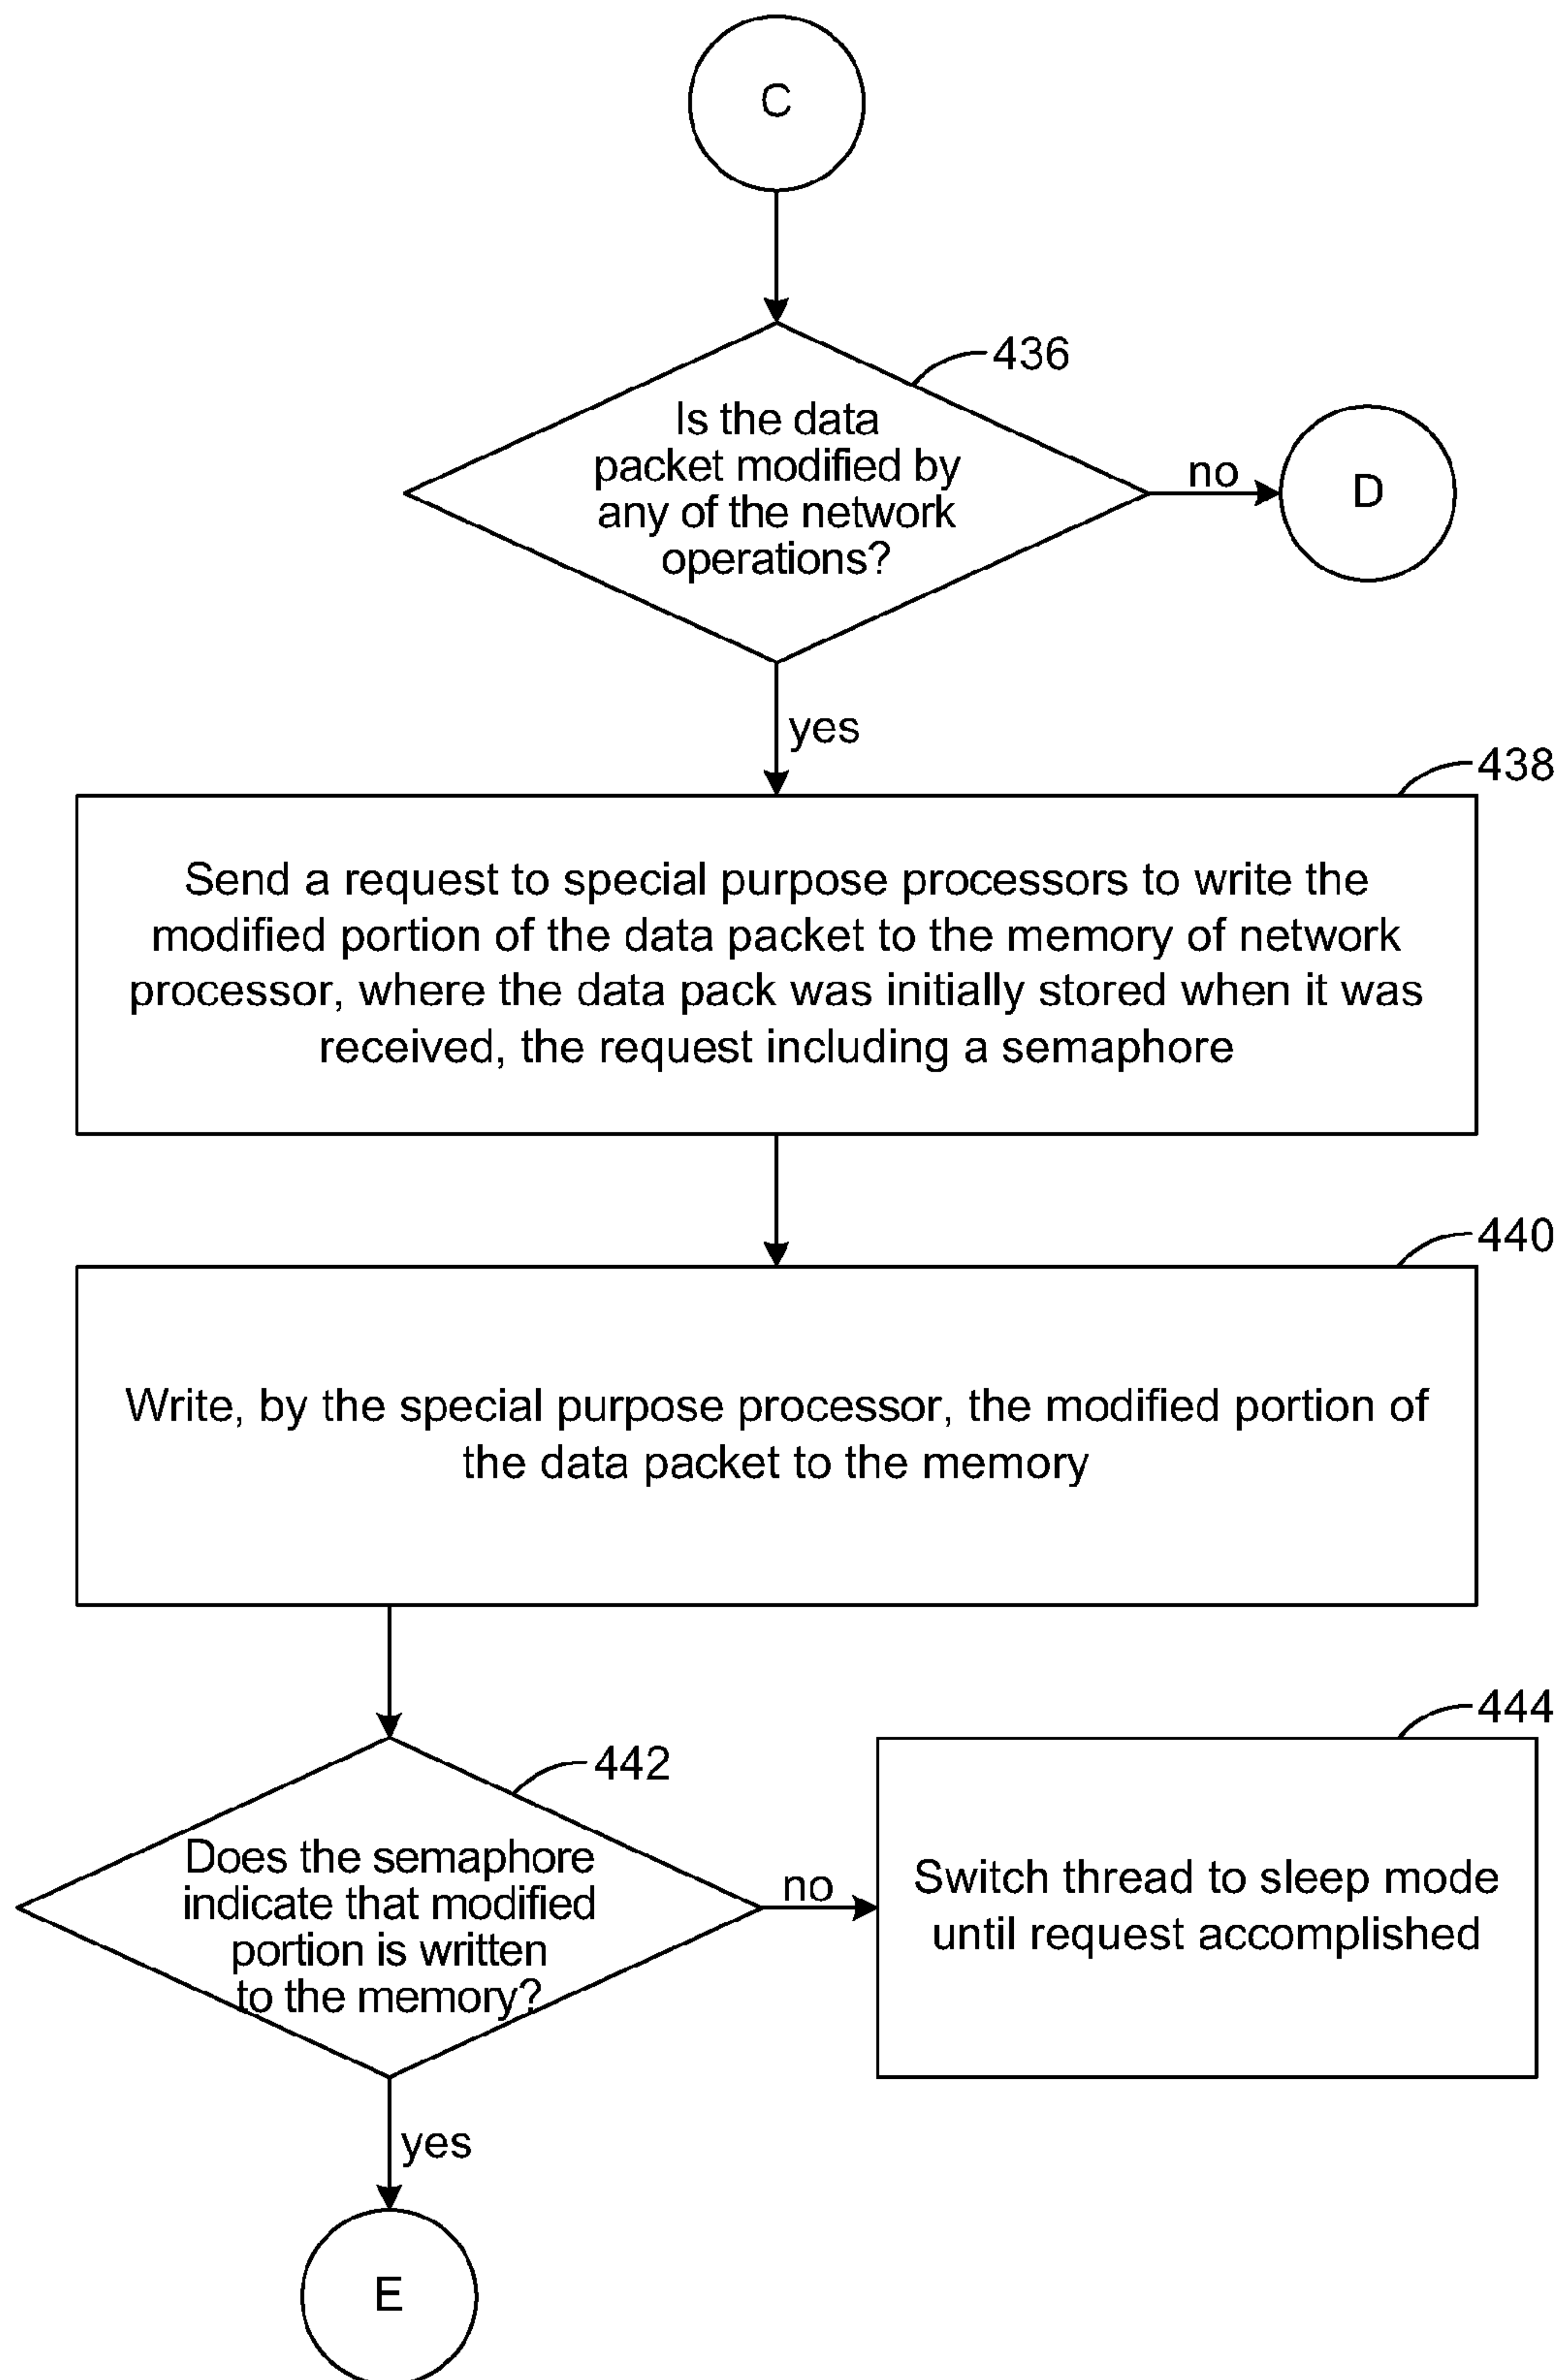 C
436
Is the data
packet modified by
any of the network
operations?
no
D
yes
438
Send a request to special purpose processors to write the
modified portion of the data packet to the memory of network
processor, where the data pack was initially stored when it was
received, the request including a semaphore
440
Write, by the special purpose processor, the modified portion of
the data packet to the memory
442
Does the semaphore
indicate that modified
portion is written
to the memory?
no
444
Switch thread to sleep mode
until request accomplished
yes
E